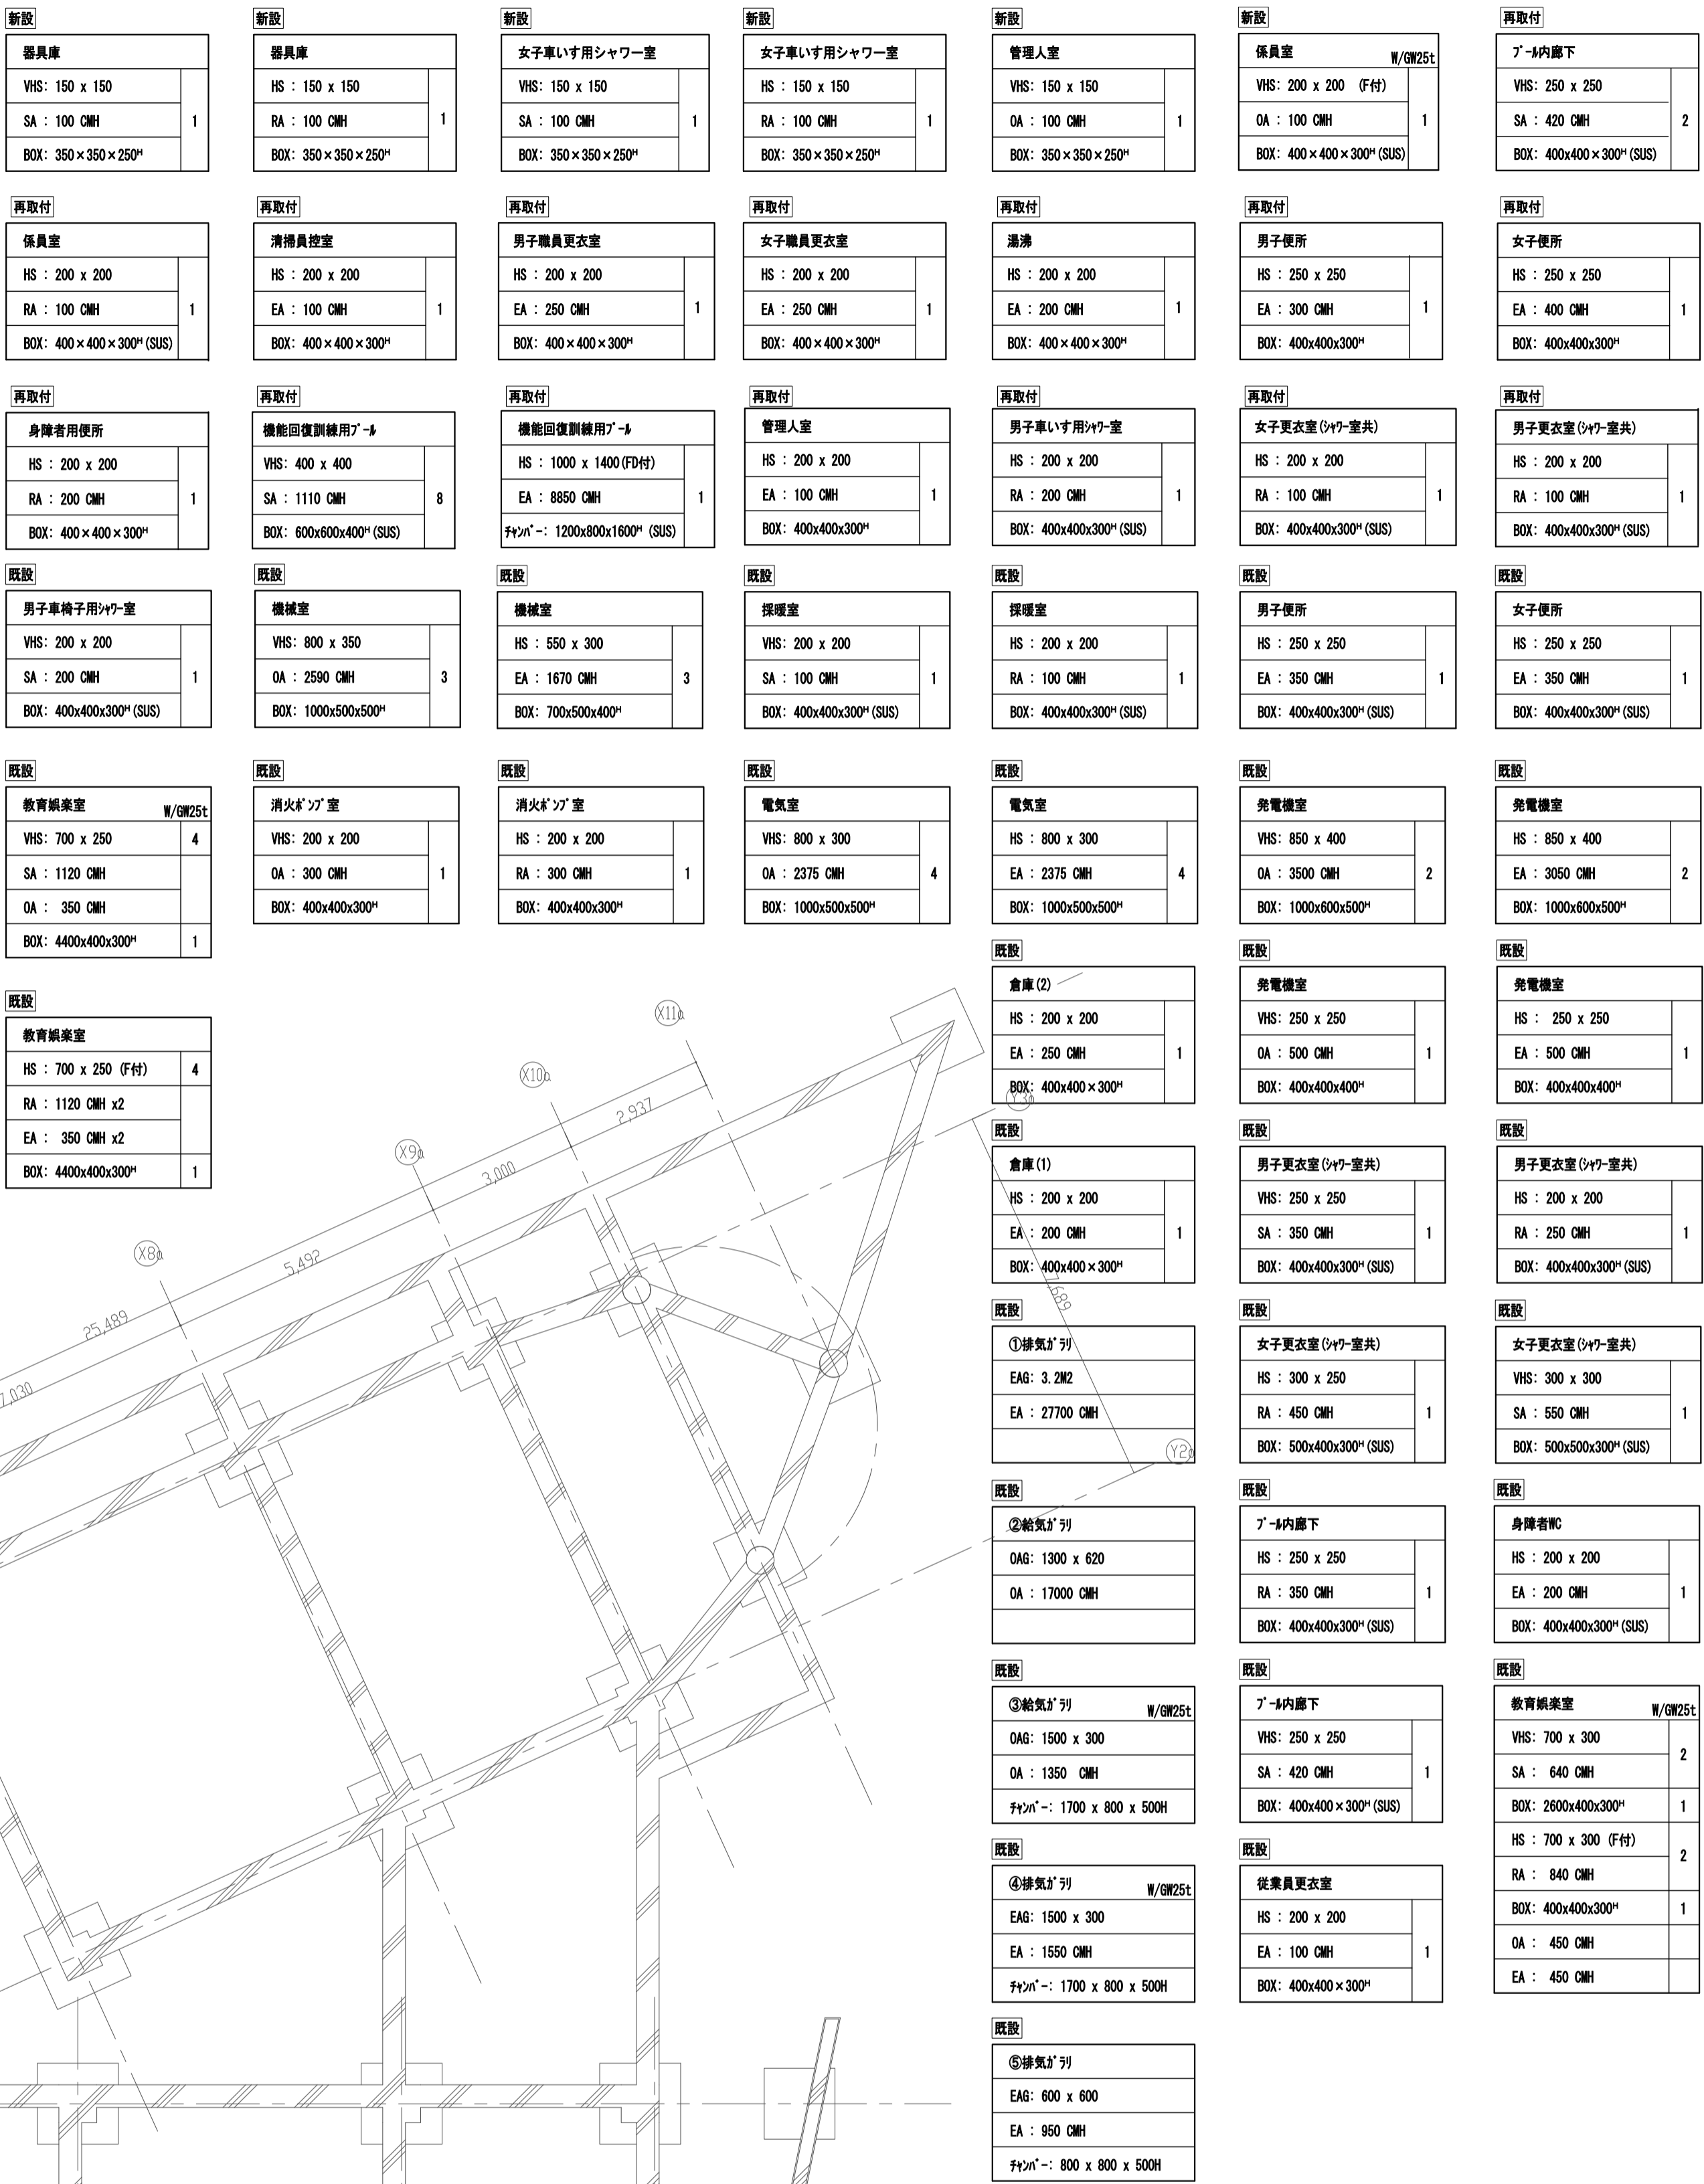 新設
器具庫
VHS: 150 x 150
SA : 100 CMH
1
BOX: 350×350×250ᴴ
新設
器具庫
HS : 150 x 150
RA : 100 CMH
1
BOX: 350×350×250ᴴ
新設
女子車いす用シャワー室
VHS: 150 x 150
SA : 100 CMH
1
BOX: 350×350×250ᴴ
新設
女子車いす用シャワー室
HS : 150 x 150
RA : 100 CMH
1
BOX: 350×350×250ᴴ
新設
管理人室
VHS: 150 x 150
OA : 100 CMH
1
BOX: 350×350×250ᴴ
新設
係員室 W/GW25t
VHS: 200 x 200 (F付)
OA : 100 CMH
1
BOX: 400×400×300ᴴ(SUS)
再取付
プール内廊下
VHS: 250 x 250
SA : 420 CMH
2
BOX: 400x400×300ᴴ(SUS)
再取付
係員室
HS : 200 x 200
RA : 100 CMH
1
BOX: 400×400×300ᴴ(SUS)
再取付
清掃員控室
HS : 200 x 200
EA : 100 CMH
1
BOX: 400×400×300ᴴ
再取付
男子職員更衣室
HS : 200 x 200
EA : 250 CMH
1
BOX: 400×400×300ᴴ
再取付
女子職員更衣室
HS : 200 x 200
EA : 250 CMH
1
BOX: 400×400×300ᴴ
再取付
湯沸
HS : 200 x 200
EA : 200 CMH
1
BOX: 400×400×300ᴴ
再取付
男子便所
HS : 250 x 250
EA : 300 CMH
1
BOX: 400x400x300ᴴ
再取付
女子便所
HS : 250 x 250
EA : 400 CMH
1
BOX: 400x400x300ᴴ
再取付
身障者用便所
HS : 200 x 200
RA : 200 CMH
1
BOX: 400×400×300ᴴ
再取付
機能回復訓練用プール
VHS: 400 x 400
SA : 1110 CMH
8
BOX: 600x600x400ᴴ(SUS)
再取付
機能回復訓練用プール
HS : 1000 x 1400(FD付)
EA : 8850 CMH
1
チャンバー: 1200x800x1600ᴴ (SUS)
再取付
管理人室
HS : 200 x 200
EA : 100 CMH
1
BOX: 400x400x300ᴴ
再取付
男子車いす用シャワー室
HS : 200 x 200
RA : 200 CMH
1
BOX: 400x400x300ᴴ(SUS)
再取付
女子更衣室(シャワー室共)
HS : 200 x 200
RA : 100 CMH
1
BOX: 400x400x300ᴴ(SUS)
再取付
男子更衣室(シャワー室共)
HS : 200 x 200
RA : 100 CMH
1
BOX: 400x400x300ᴴ(SUS)
既設
男子車椅子用シャワー室
VHS: 200 x 200
SA : 200 CMH
1
BOX: 400x400x300ᴴ(SUS)
既設
機械室
VHS: 800 x 350
OA : 2590 CMH
3
BOX: 1000x500x500ᴴ
既設
機械室
HS : 550 x 300
EA : 1670 CMH
3
BOX: 700x500x400ᴴ
既設
採暖室
VHS: 200 x 200
SA : 100 CMH
1
BOX: 400x400x300ᴴ(SUS)
既設
採暖室
HS : 200 x 200
RA : 100 CMH
1
BOX: 400x400x300ᴴ(SUS)
既設
男子便所
HS : 250 x 250
EA : 350 CMH
1
BOX: 400x400x300ᴴ(SUS)
既設
女子便所
HS : 250 x 250
EA : 350 CMH
1
BOX: 400x400x300ᴴ(SUS)
既設
教育娯楽室 W/GW25t
VHS: 700 x 250 4
SA : 1120 CMH
OA : 350 CMH
BOX: 4400x400x300ᴴ 1
既設
消火ポンプ室
VHS: 200 x 200
OA : 300 CMH
1
BOX: 400x400x300ᴴ
既設
消火ポンプ室
HS : 200 x 200
RA : 300 CMH
1
BOX: 400x400x300ᴴ
既設
電気室
VHS: 800 x 300
OA : 2375 CMH
4
BOX: 1000x500x500ᴴ
既設
電気室
HS : 800 x 300
EA : 2375 CMH
4
BOX: 1000x500x500ᴴ
既設
発電機室
VHS: 850 x 400
OA : 3500 CMH
2
BOX: 1000x600x500ᴴ
既設
発電機室
HS : 850 x 400
EA : 3050 CMH
2
BOX: 1000x600x500ᴴ
既設
教育娯楽室
HS : 700 x 250 (F付) 4
RA : 1120 CMH x2
EA : 350 CMH x2
BOX: 4400x400x300ᴴ 1
既設
倉庫(2)
HS : 200 x 200
EA : 250 CMH
1
BOX: 400x400×300ᴴ
既設
発電機室
VHS: 250 x 250
OA : 500 CMH
1
BOX: 400x400x400ᴴ
既設
発電機室
HS : 250 x 250
EA : 500 CMH
1
BOX: 400x400x400ᴴ
既設
倉庫(1)
HS : 200 x 200
EA : 200 CMH
1
BOX: 400x400×300ᴴ
既設
男子更衣室(シャワー室共)
VHS: 250 x 250
SA : 350 CMH
1
BOX: 400x400x300ᴴ(SUS)
既設
男子更衣室(シャワー室共)
HS : 200 x 200
RA : 250 CMH
1
BOX: 400x400x300ᴴ(SUS)
既設
①排気ガラリ
EAG: 3.2M2
EA : 27700 CMH
既設
女子更衣室(シャワー室共)
HS : 300 x 250
RA : 450 CMH
1
BOX: 500x400x300ᴴ(SUS)
既設
女子更衣室(シャワー室共)
VHS: 300 x 300
SA : 550 CMH
1
BOX: 500x500x300ᴴ(SUS)
既設
②給気ガラリ
OAG: 1300 x 620
OA : 17000 CMH
既設
プール内廊下
HS : 250 x 250
RA : 350 CMH
1
BOX: 400x400x300ᴴ(SUS)
既設
身障者WC
HS : 200 x 200
EA : 200 CMH
1
BOX: 400x400x300ᴴ(SUS)
既設
③給気ガラリ W/GW25t
OAG: 1500 x 300
OA : 1350 CMH
チャンバー: 1700 x 800 x 500H
既設
プール内廊下
VHS: 250 x 250
SA : 420 CMH
1
BOX: 400x400×300ᴴ(SUS)
既設
教育娯楽室 W/GW25t
VHS: 700 x 300
2
SA : 640 CMH
BOX: 2600x400x300ᴴ 1
HS : 700 x 300 (F付)
2
RA : 840 CMH
BOX: 400x400x300ᴴ 1
OA : 450 CMH
EA : 450 CMH
既設
④排気ガラリ W/GW25t
EAG: 1500 x 300
EA : 1550 CMH
チャンバー: 1700 x 800 x 500H
既設
従業員更衣室
HS : 200 x 200
EA : 100 CMH
1
BOX: 400x400×300ᴴ
既設
⑤排気ガラリ
EAG: 600 x 600
EA : 950 CMH
チャンバー: 800 x 800 x 500H
X11a
X10a
X9a
X8a
Y3a
Y2a
2,937
3,000
5,492
25,489
7,030
7,689